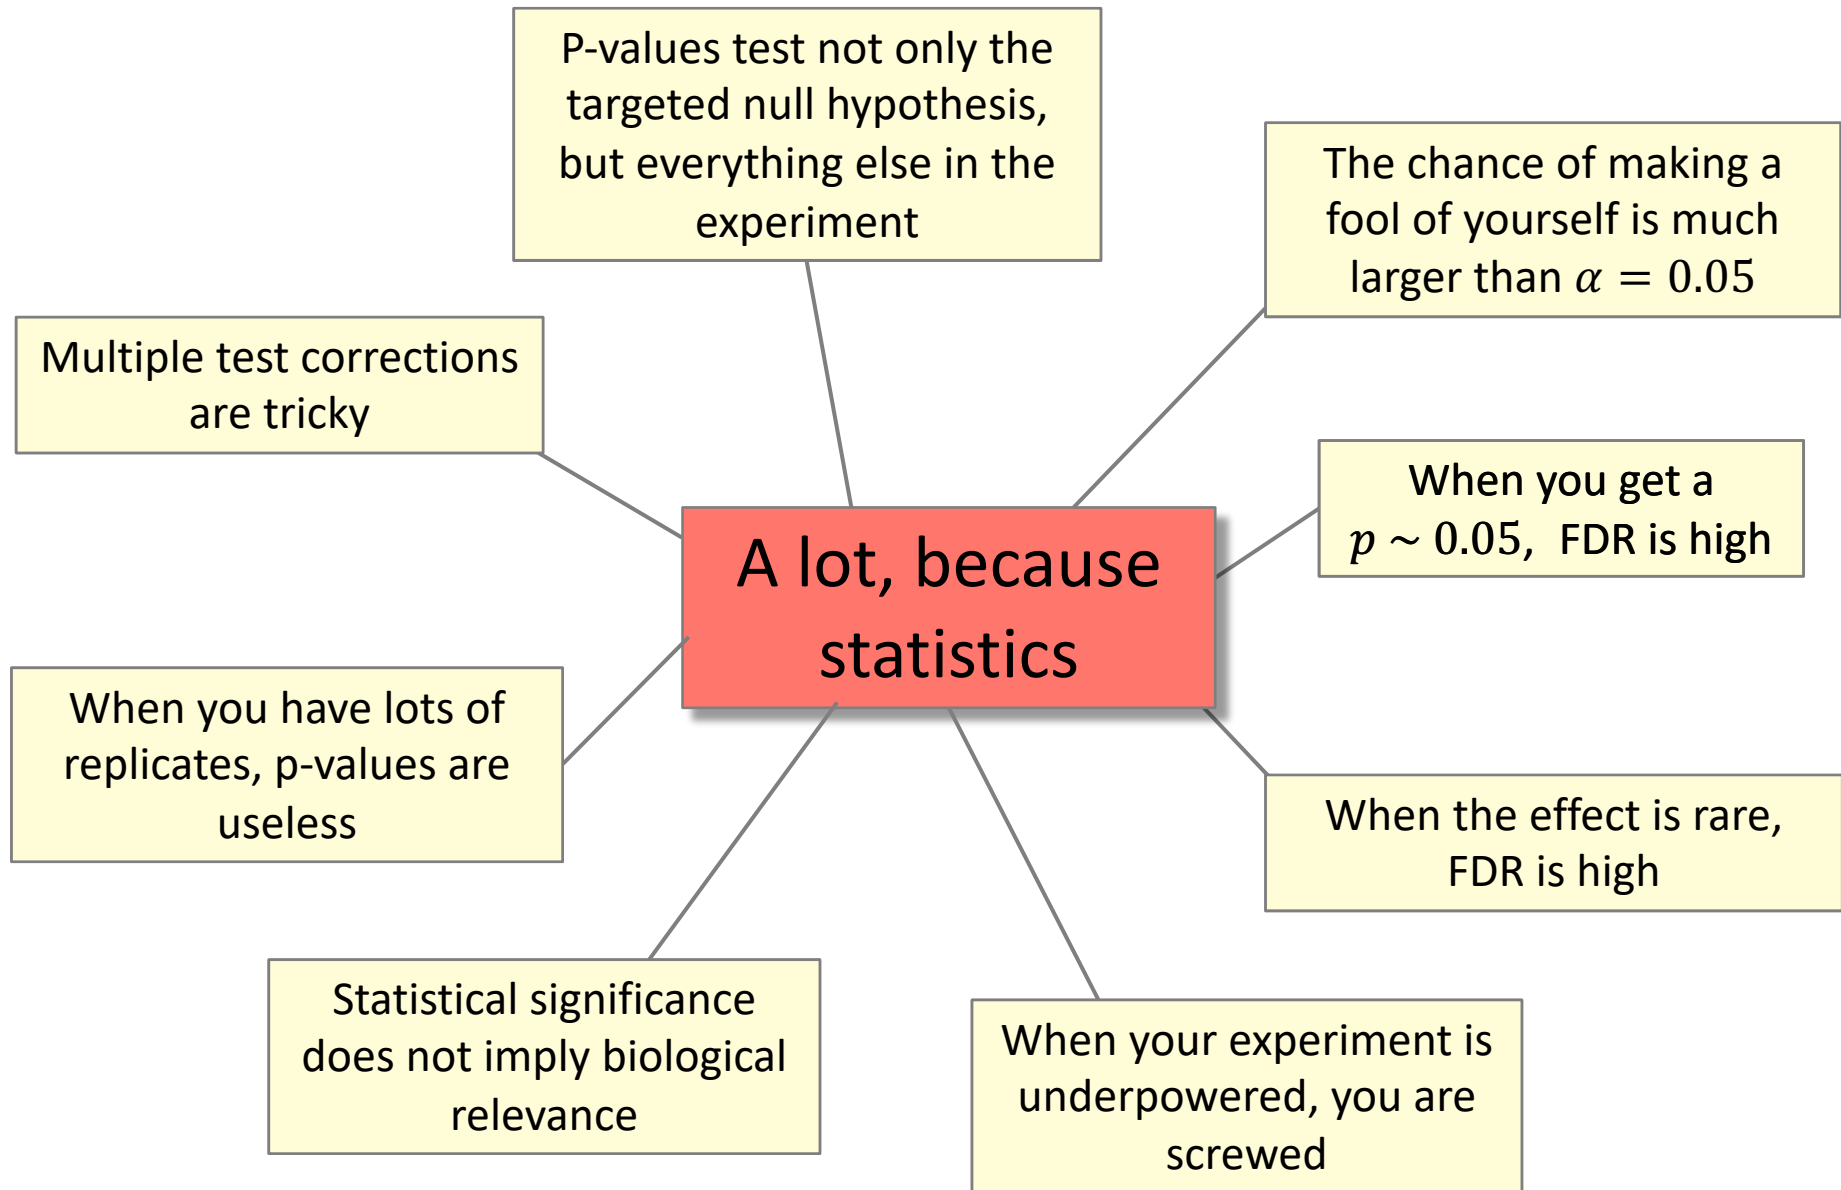 P-values test not only the
targeted null hypothesis,
but everything else in the
experiment
The chance of making a
fool of yourself is much
larger than α = 0.05
Multiple test corrections
are tricky
When you get a
p ~ 0.05, FDR is high
A lot, because
statistics
When you have lots of
replicates, p-values are
useless
When the effect is rare,
FDR is high
Statistical significance
does not imply biological
relevance
When your experiment is
underpowered, you are
screwed